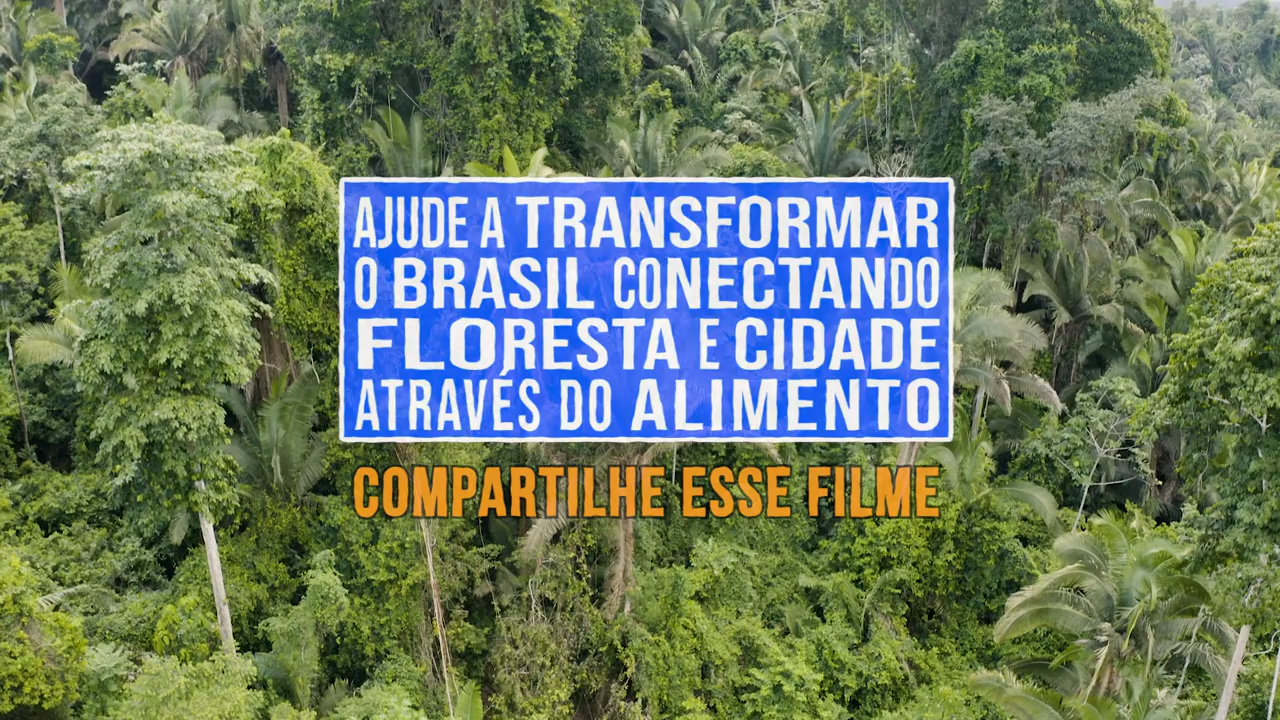 AJUDE A TRANSFORMAR
O BRASIL CONECTANDO
FLORESTA E CIDADE
ATRAVÉS DO ALIMENTO
COMPARTILHE ESSE FILME